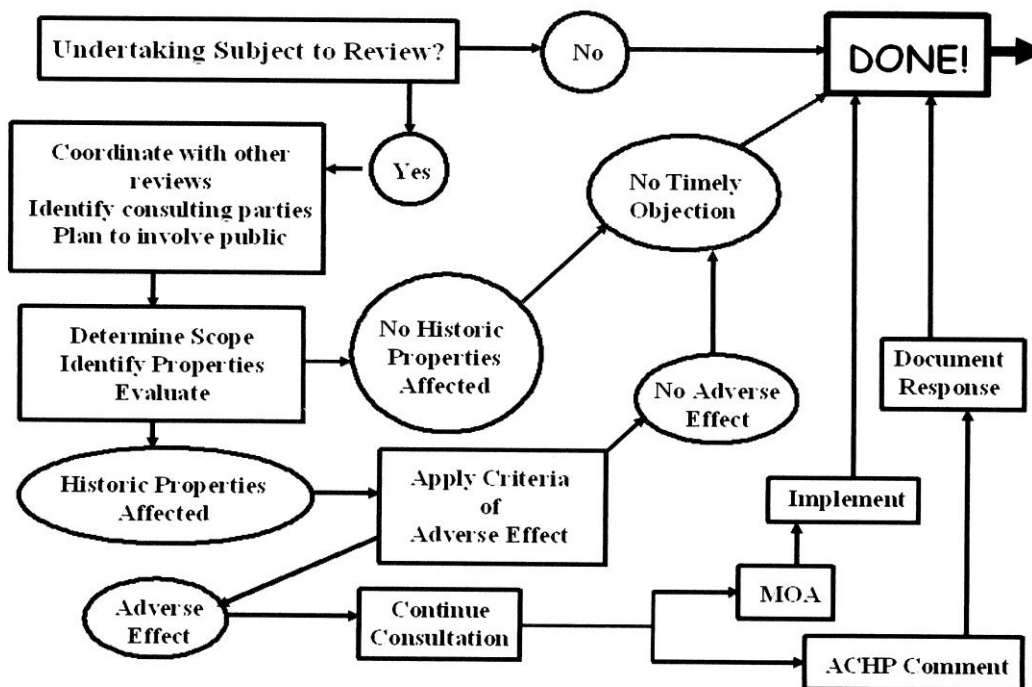 Undertaking Subject to Review?
No
DONE!
Coordinate with other
reviews
Identify consulting parties
Plan to involve public
Yes
No Timely
Objection
Determine Scope
Identify Properties
Evaluate
No Historic
Properties
Affected
No Adverse
Effect
Document
Response
Historic Properties
Affected
Apply Criteria
of
Adverse Effect
Implement
Adverse
Effect
Continue
Consultation
MOA
ACHP Comment